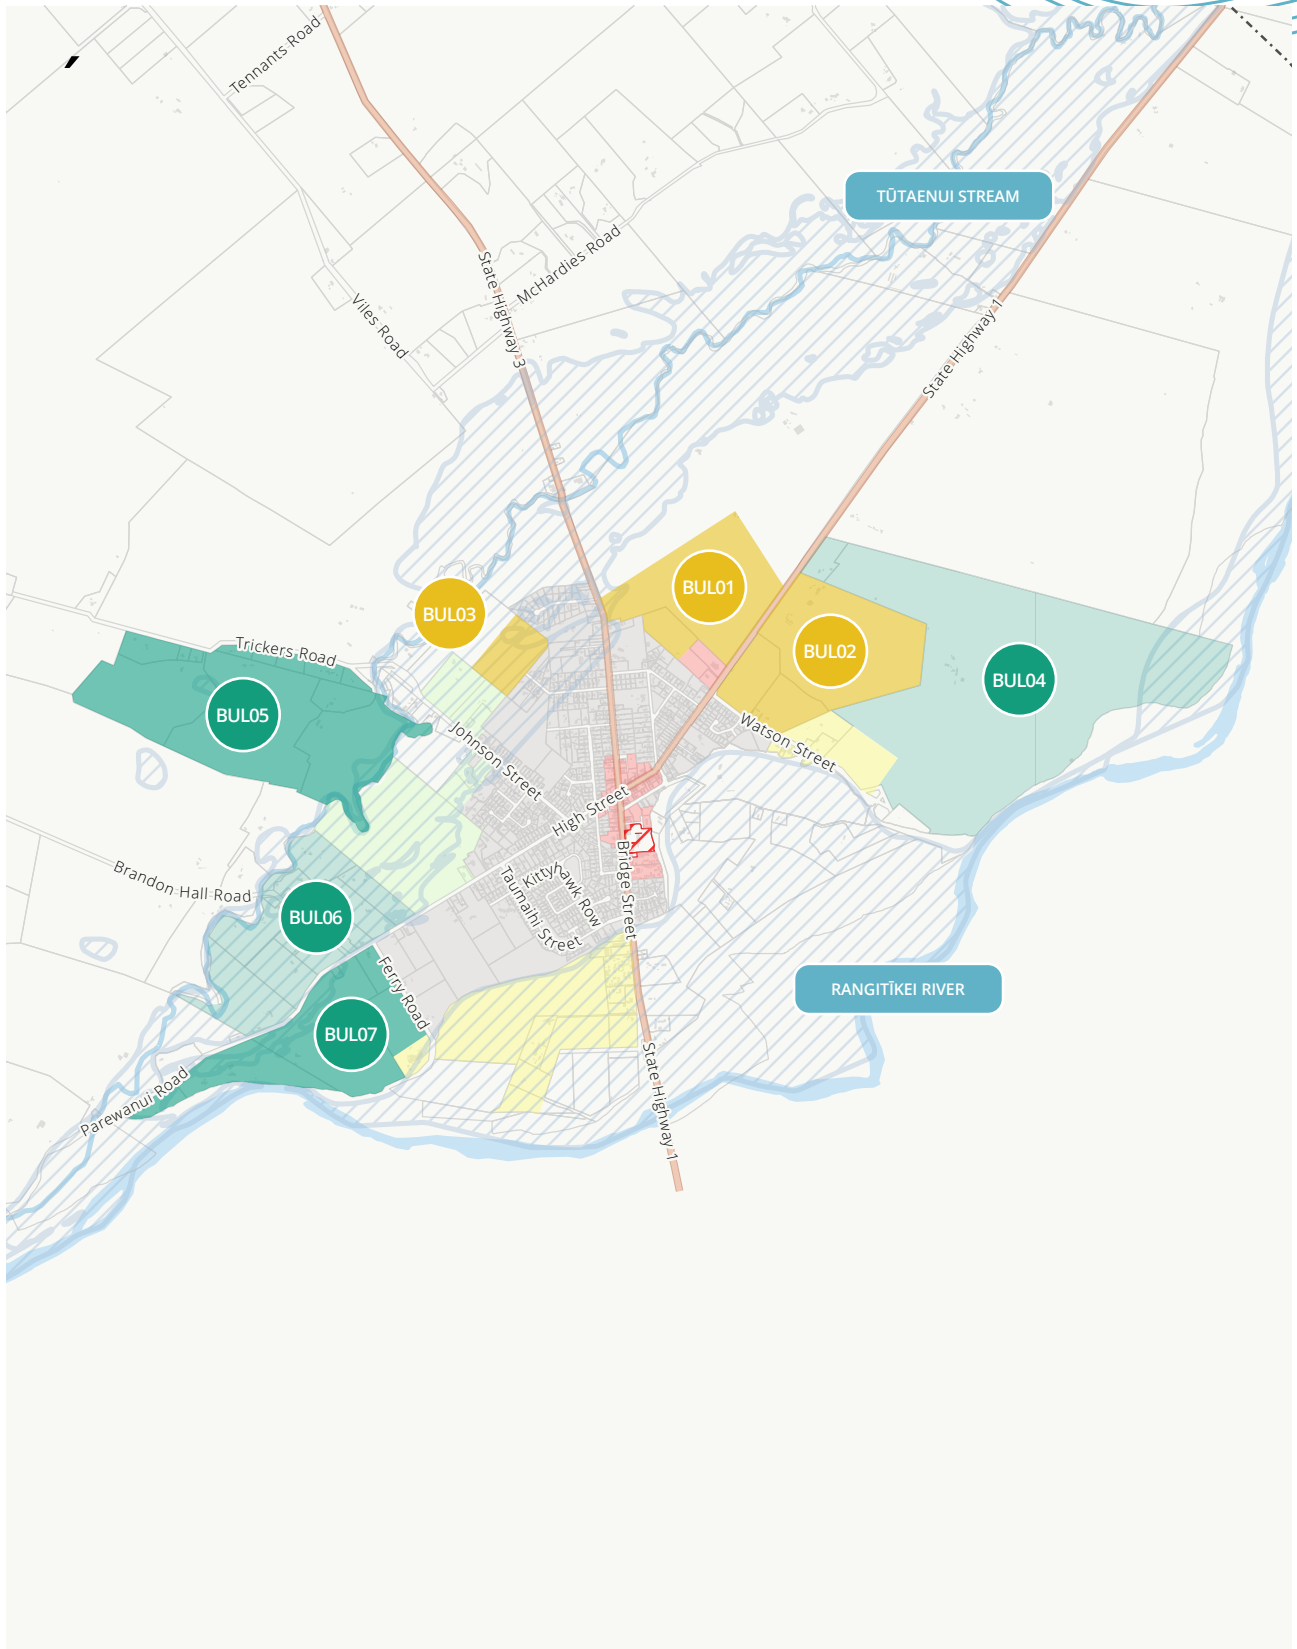 Tennants Road
TŪTAENUI STREAM
McHardies Road
State Highway 3
Viles Road
State Highway 1
BUL01
BUL03
BUL02
Trickers Road
BUL04
BUL05
Watson Street
Johnson Street
High Street
Brandon Hall Road
Kittyhawk Row
Bridge Street
Taumaihi Street
BUL06
Ferry Road
RANGITĪKEI RIVER
BUL07
State Highway 1
Parewanui Road